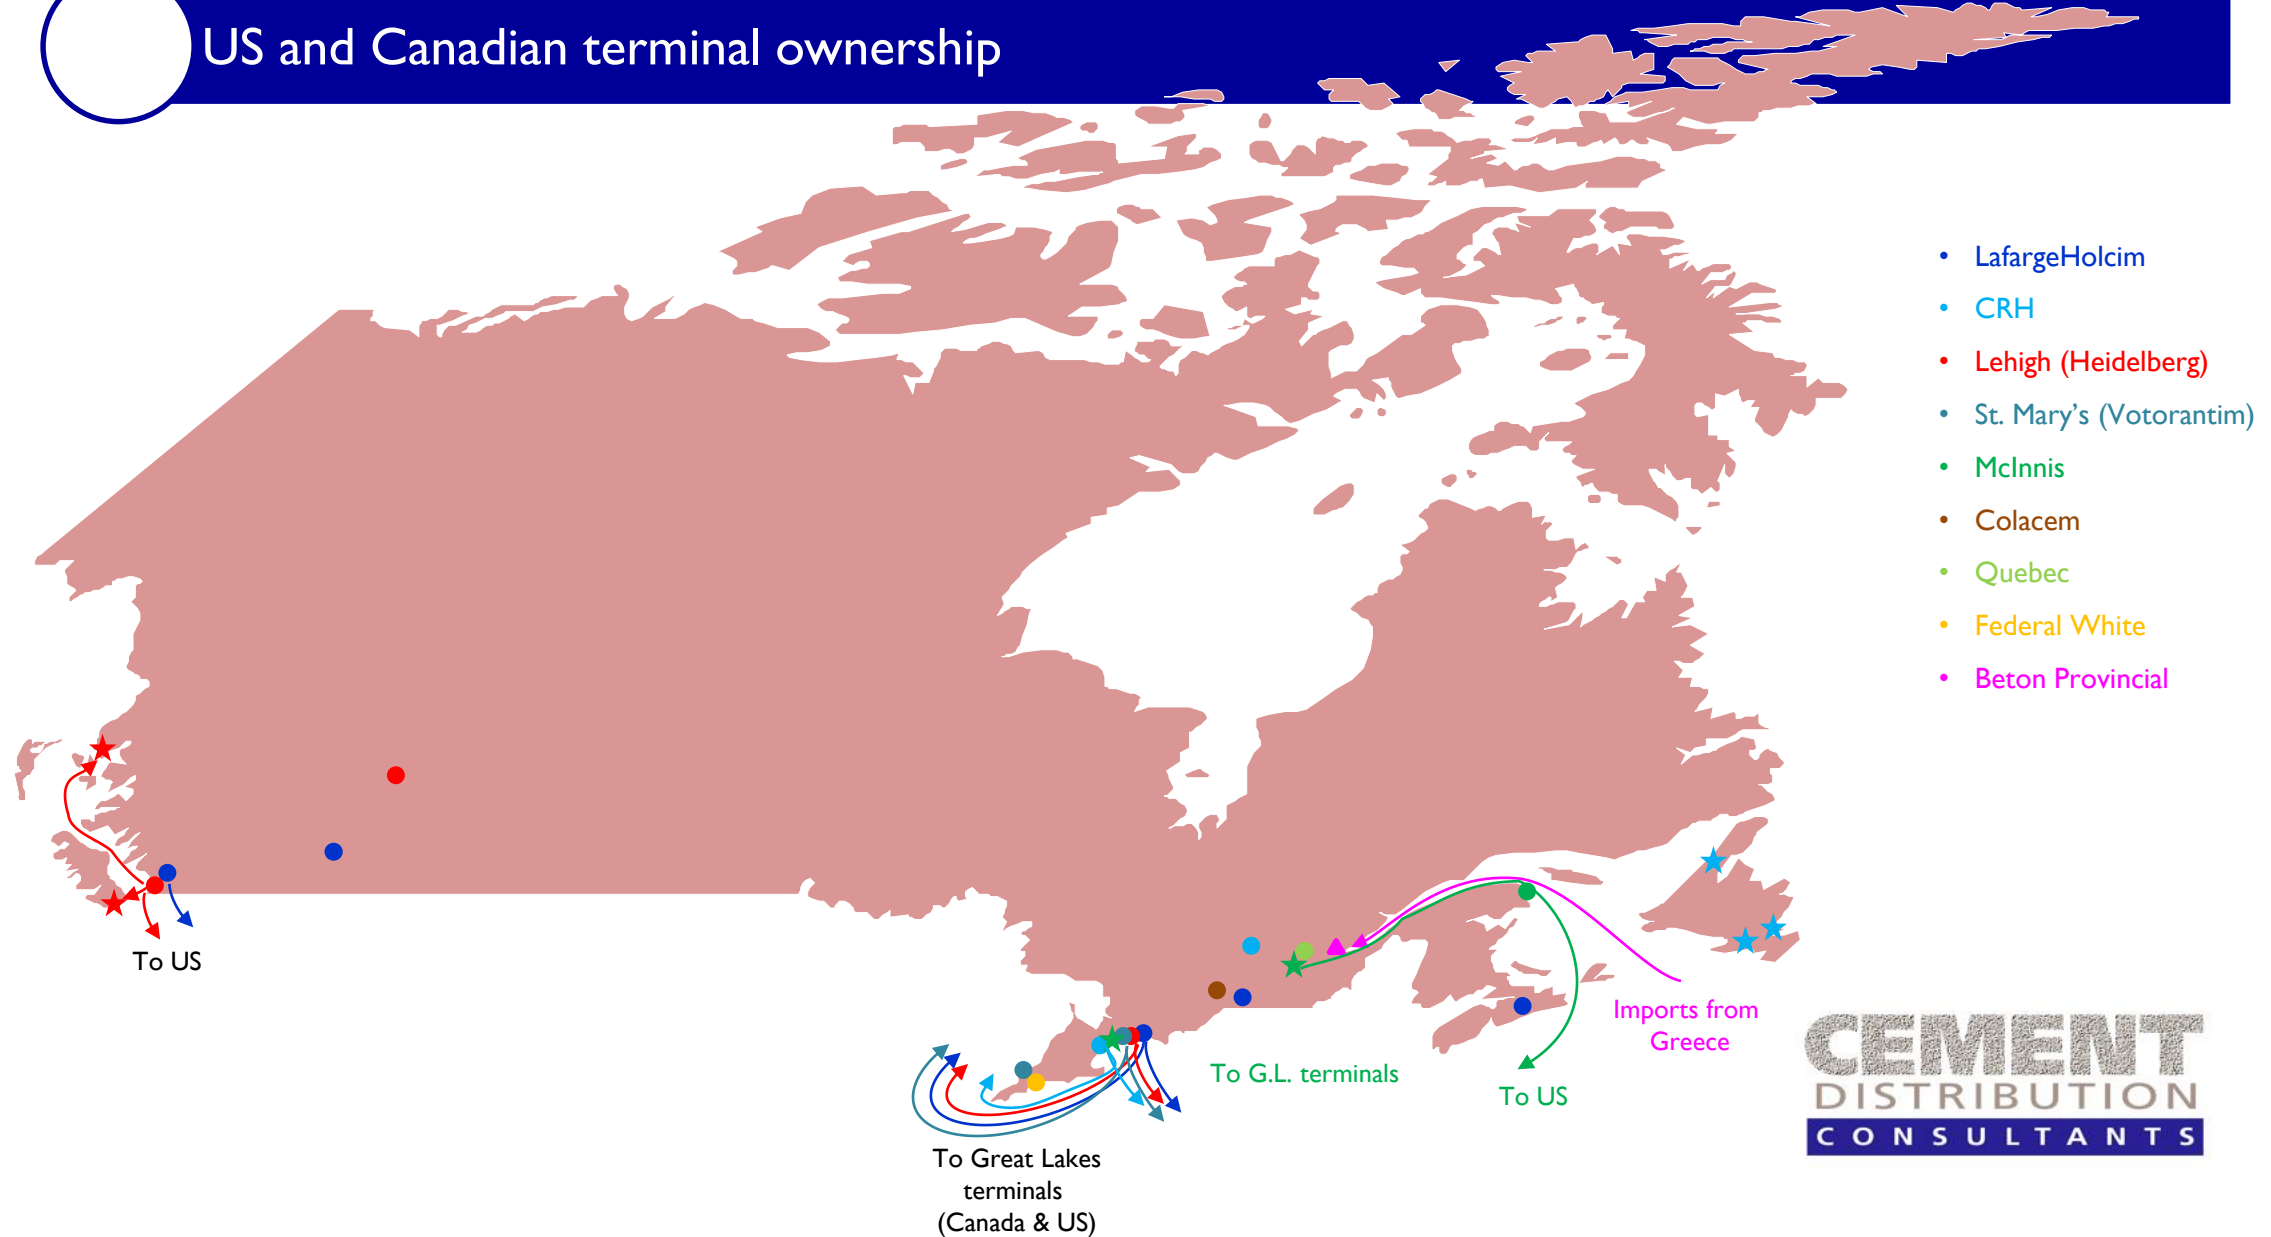 US and Canadian terminal ownership
• LafargeHolcim
• CRH
• Lehigh (Heidelberg)
• St. Mary’s (Votorantim)
• McInnis
• Colacem
• Quebec
• Federal White
• Beton Provincial
To US
Imports from
Greece
To G.L. terminals
To US
To Great Lakes
terminals
(Canada & US)
CEMENT
DISTRIBUTION
CONSULTANTS